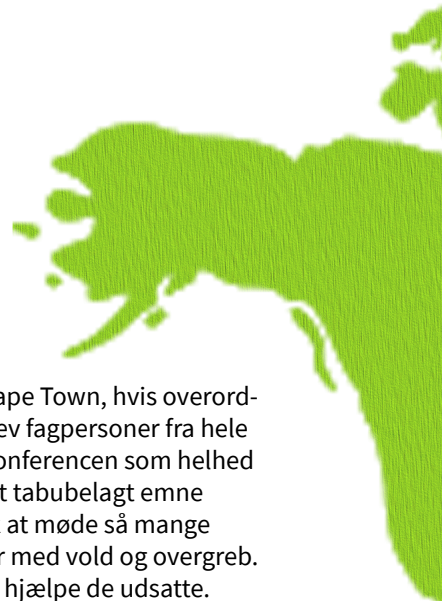 ape Town, hvis overord-
ev fagpersoner fra hele
onferencen som helhed
t tabubelagt emne
at møde så mange
r med vold og overgreb.
hjælpe de udsatte.